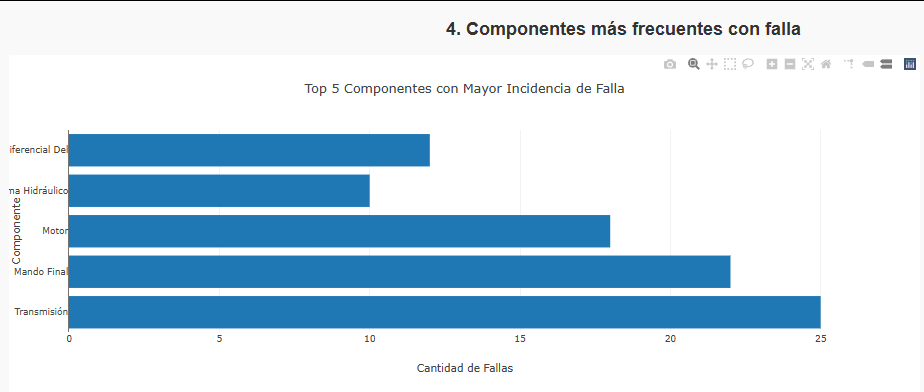 4. Componentes más frecuentes con falla
Top 5 Componentes con Mayor Incidencia de Falla
iferencial Del
ma Hidráulico
Motor
Mando Final
Transmisión
Componente
0 5 10 15 20 25
Cantidad de Fallas